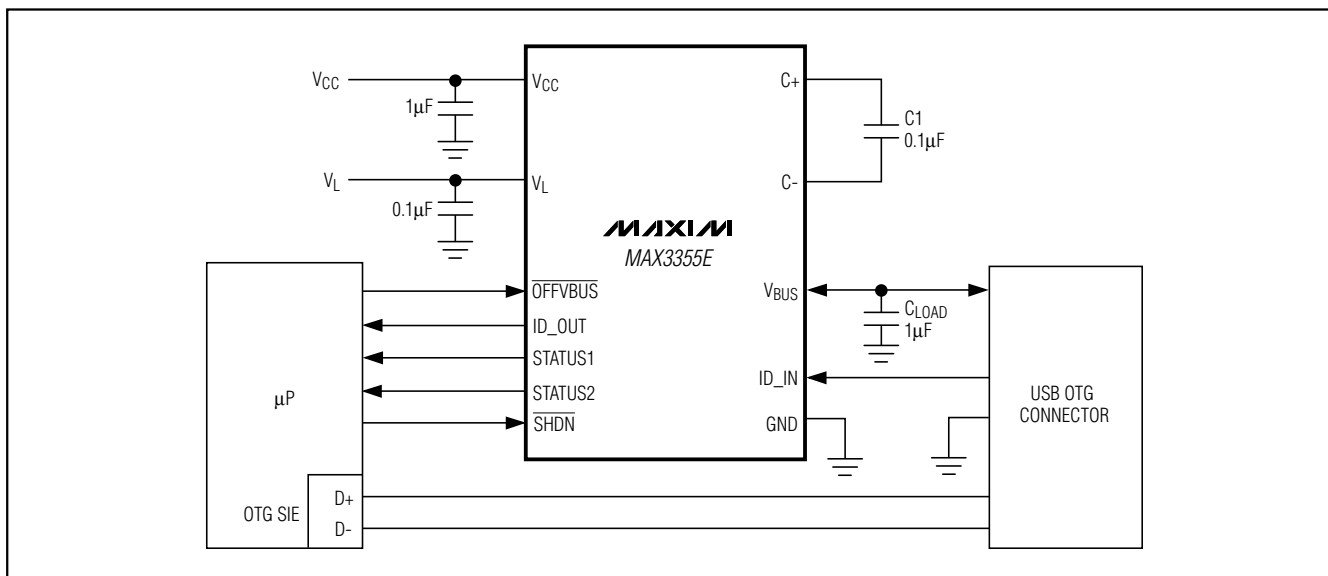 VCC
1µF
VL
0.1µF
VCC
VL
C+
C-
C1
0.1µF
MAXIM
MAX3355E
OFFVBUS
ID_OUT
STATUS1
STATUS2
SHDN
VBUS
ID_IN
GND
CLOAD
1µF
µP
OTG SIE
D+
D-
USB OTG
CONNECTOR